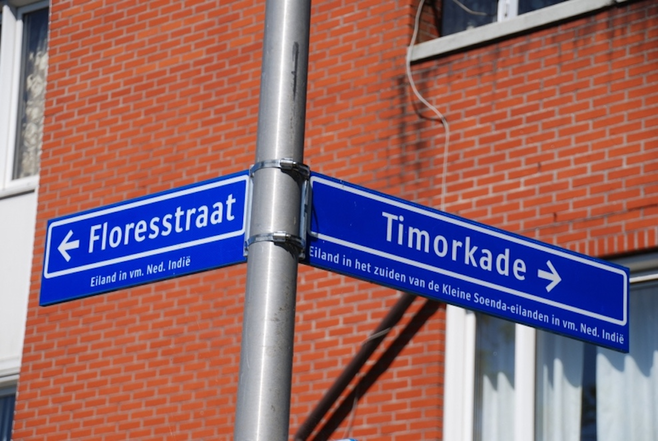 Floresstraat
Eiland in vm. Ned. Indië
Timorkade
Eiland in het zuiden van de Kleine Soenda-eilanden in vm. Ned. Indië